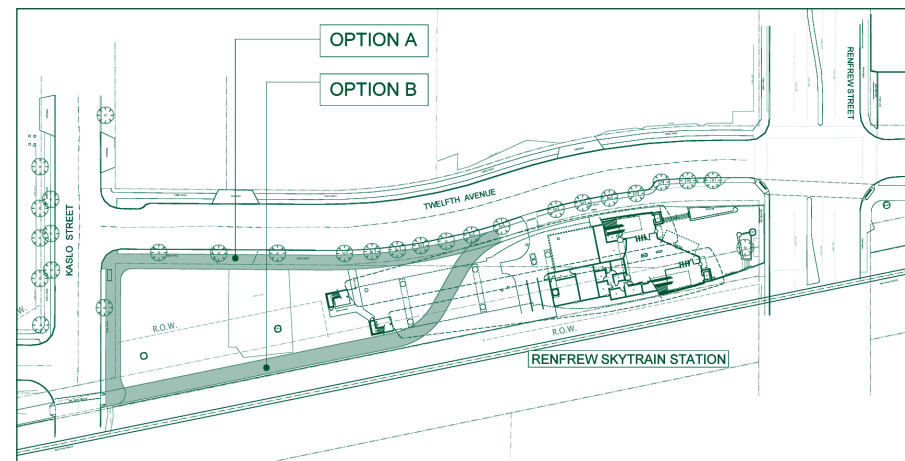 OPTION A
OPTION B
RENFREW STREET
KASLO STREET
TWELFTH AVENUE
R.O.W.
R.O.W.
RENFREW SKYTRAIN STATION